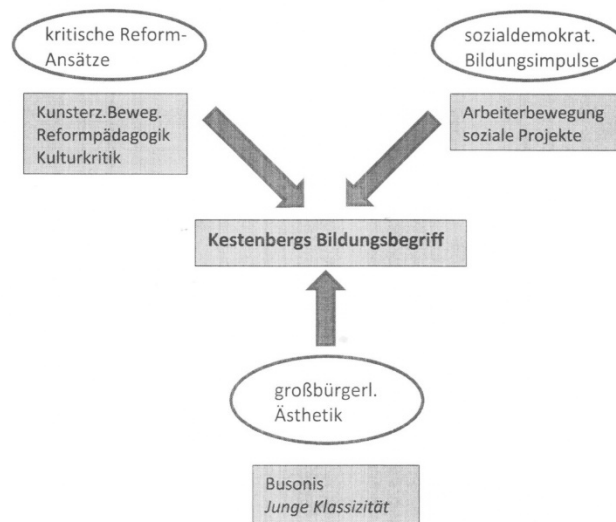 kritische Reform-
Ansätze
Kunsterz.Beweg.
Reformpädagogik
Kulturkritik
sozialdemokrat.
Bildungsimpulse
Arbeiterbewegung
soziale Projekte
Kestenbergs Bildungsbegriff
großbürgerl.
Ästhetik
Busonis
Junge Klassizität